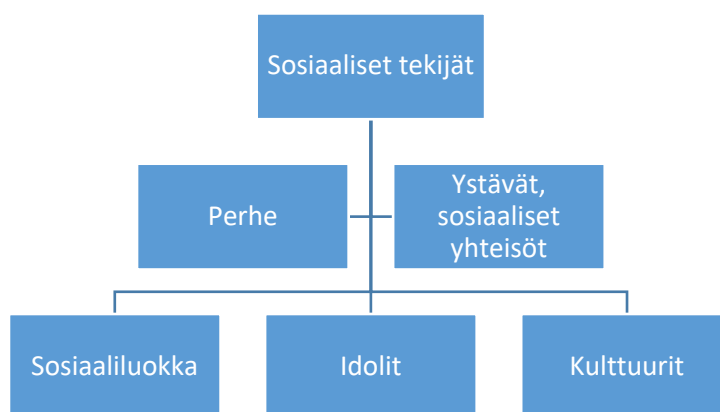 Sosiaaliset tekijät
Perhe
Ystävät,
sosiaaliset
yhteisöt
Sosiaaliluokka
Idolit
Kulttuurit